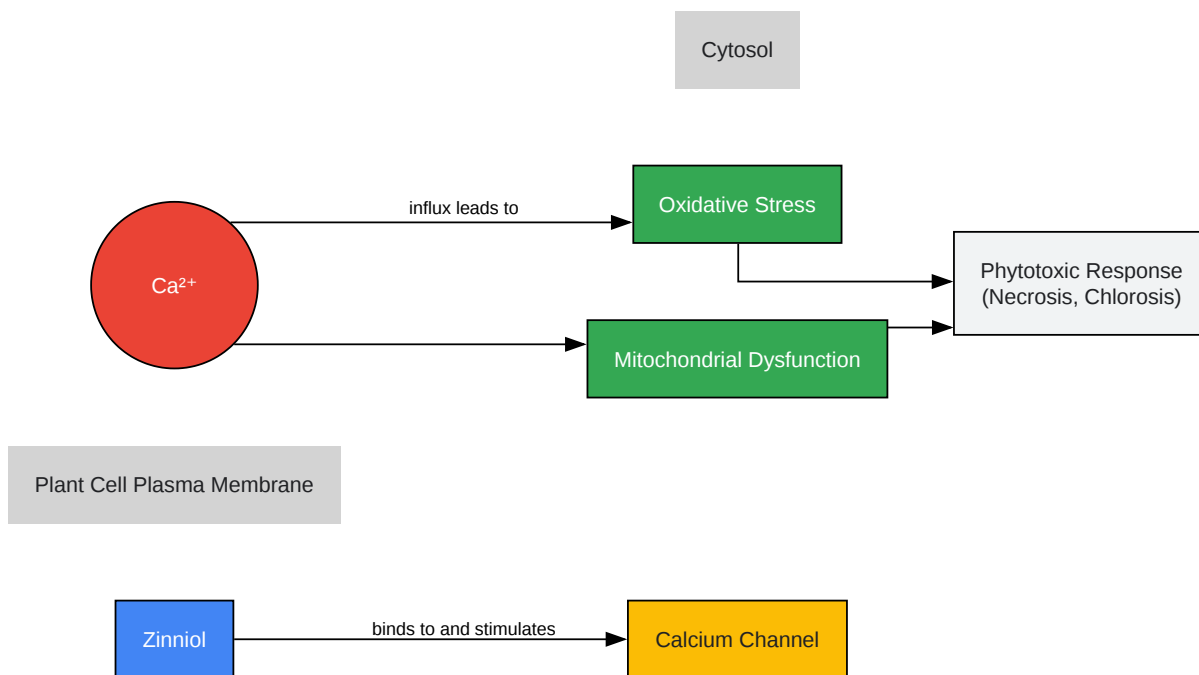 Cytosol
influx leads to
Oxidative Stress
Ca²⁺
Phytotoxic Response
(Necrosis, Chlorosis)
Mitochondrial Dysfunction
Plant Cell Plasma Membrane
Zinniol
binds to and stimulates
Calcium Channel